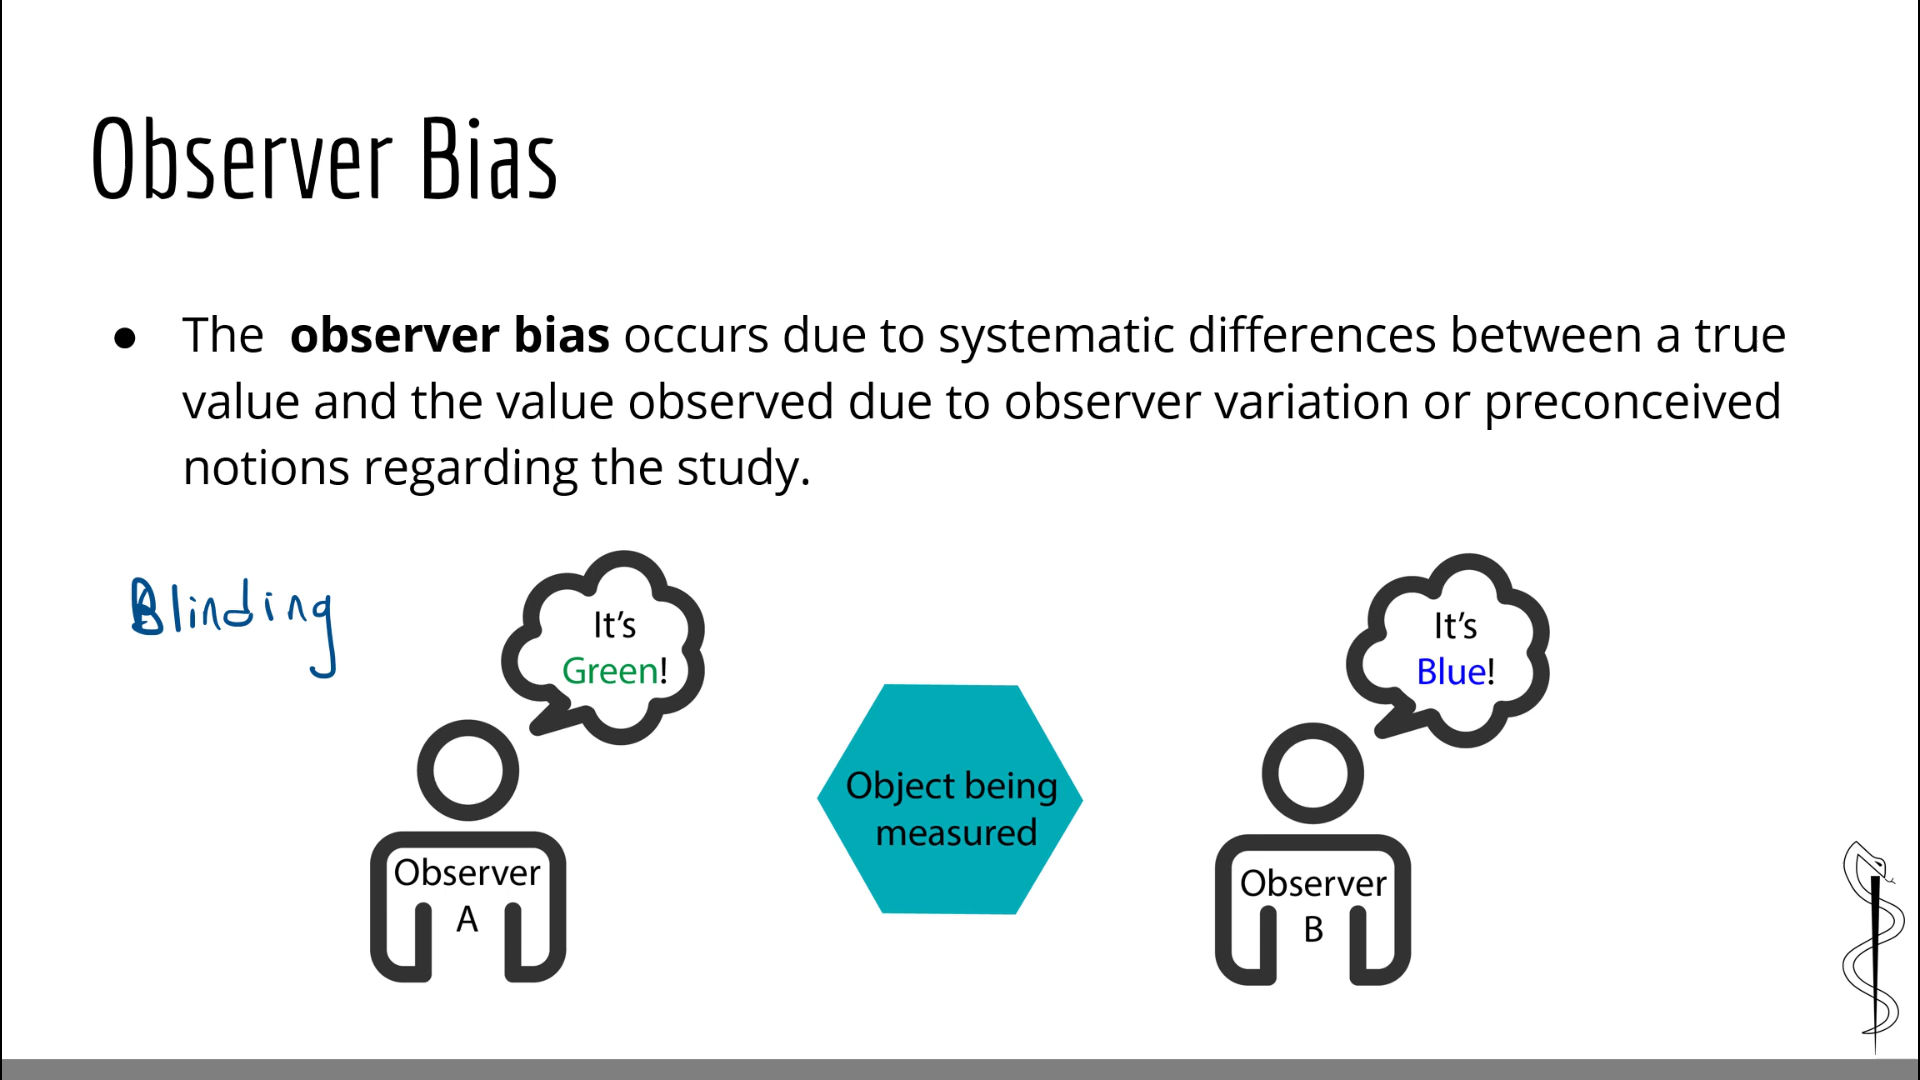 Observer Bias
● The observer bias occurs due to systematic differences between a true
value and the value observed due to observer variation or preconceived
notions regarding the study.
Blinding
It's
Green!
Observer
A
Object being
measured
It's
Blue!
Observer
B